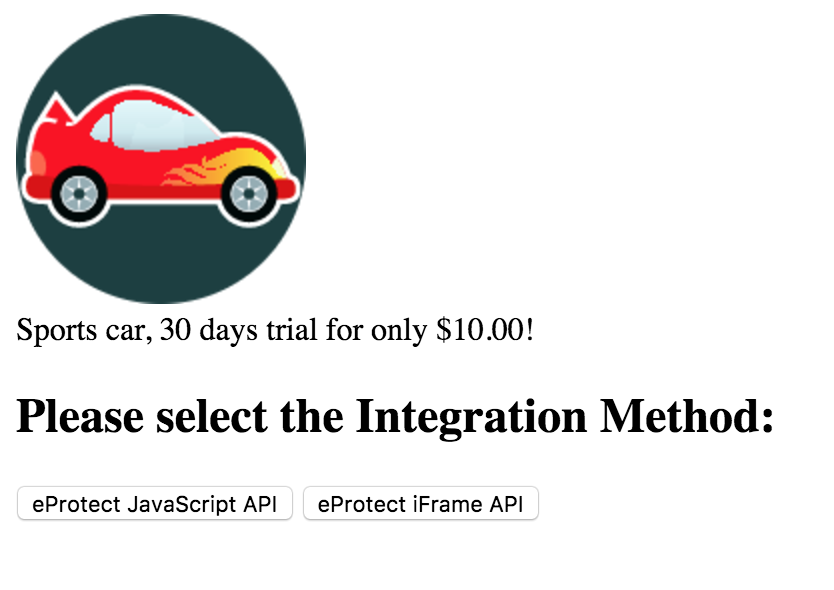 Sports car, 30 days trial for only $10.00!
Please select the Integration Method:
eProtect JavaScript API
eProtect iFrame API